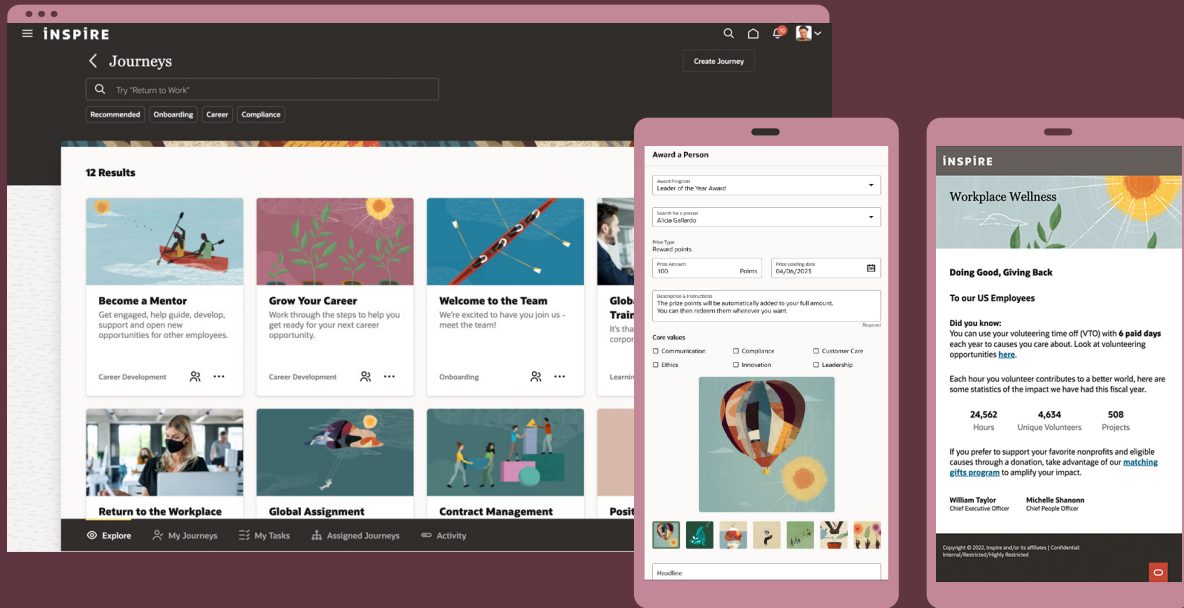 İNSPİRE
10
Journeys
Create Journey
Try "Return to Work"
Recommended
Onboarding
Career
Compliance
12 Results
Become a Mentor
Get engaged, help guide, develop,
support and open new
opportunities for other employees.
Career Development
Grow Your Career
Work through the steps to help you
get ready for your next career
opportunity.
Career Development
Welcome to the Team
We're excited to have you join us -
meet the team!
Onboarding
Glob
Train
It's tha
corpor
Learnin
Return to the Workplace
Global Assignment
Contract Management
Posit
Explore
My Journeys
My Tasks
Assigned Journeys
Activity
Award a Person
Award Program
Leader of the Year Award
Search for a person
Alicia Gallardo
Prize Type
Reward points
Prize Amount
100
Points
Prize sending date
04/06/2023
Description & Instructions
The prize points will be automatically added to your full amount.
You can then redeem them whenever you want.
Required
Core values
Communication
Compliance
Customer Care
Ethics
Innovation
Leadership
Headline
İNSPİRE
Workplace Wellness
Doing Good, Giving Back
To our US Employees
Did you know:
You can use your voluteering time off (VTO) with 6 paid days
each year to causes you care about. Look at volunteering
opportunities here.
Each hour you volunteer contributes to a better world, here are
some statistics of the impact we have had this fiscal year.
24,562
Hours
4,634
Unique Volunteers
508
Projects
If you prefer to support your favorite nonprofits and eligible
causes through a donation, take advantage of our matching
gifts program to amplify your impact.
William Taylor
Chief Executive Officer
Michelle Shanonn
Chief People Officer
Copyright © 2022, Inspire and/or its affiliates | Confidential:
Internal/Restricted/Highly Restricted